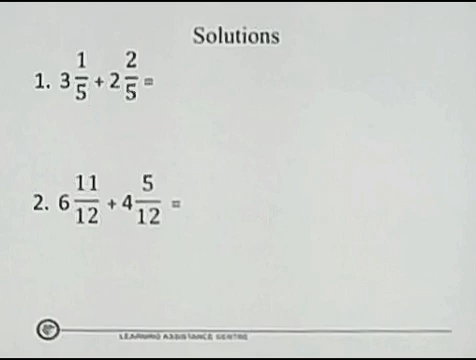 Solutions
1. 3 1/5 + 2 2/5 =
2. 6 11/12 + 4 5/12 =
LEARNING ASSISTANCE CENTRE